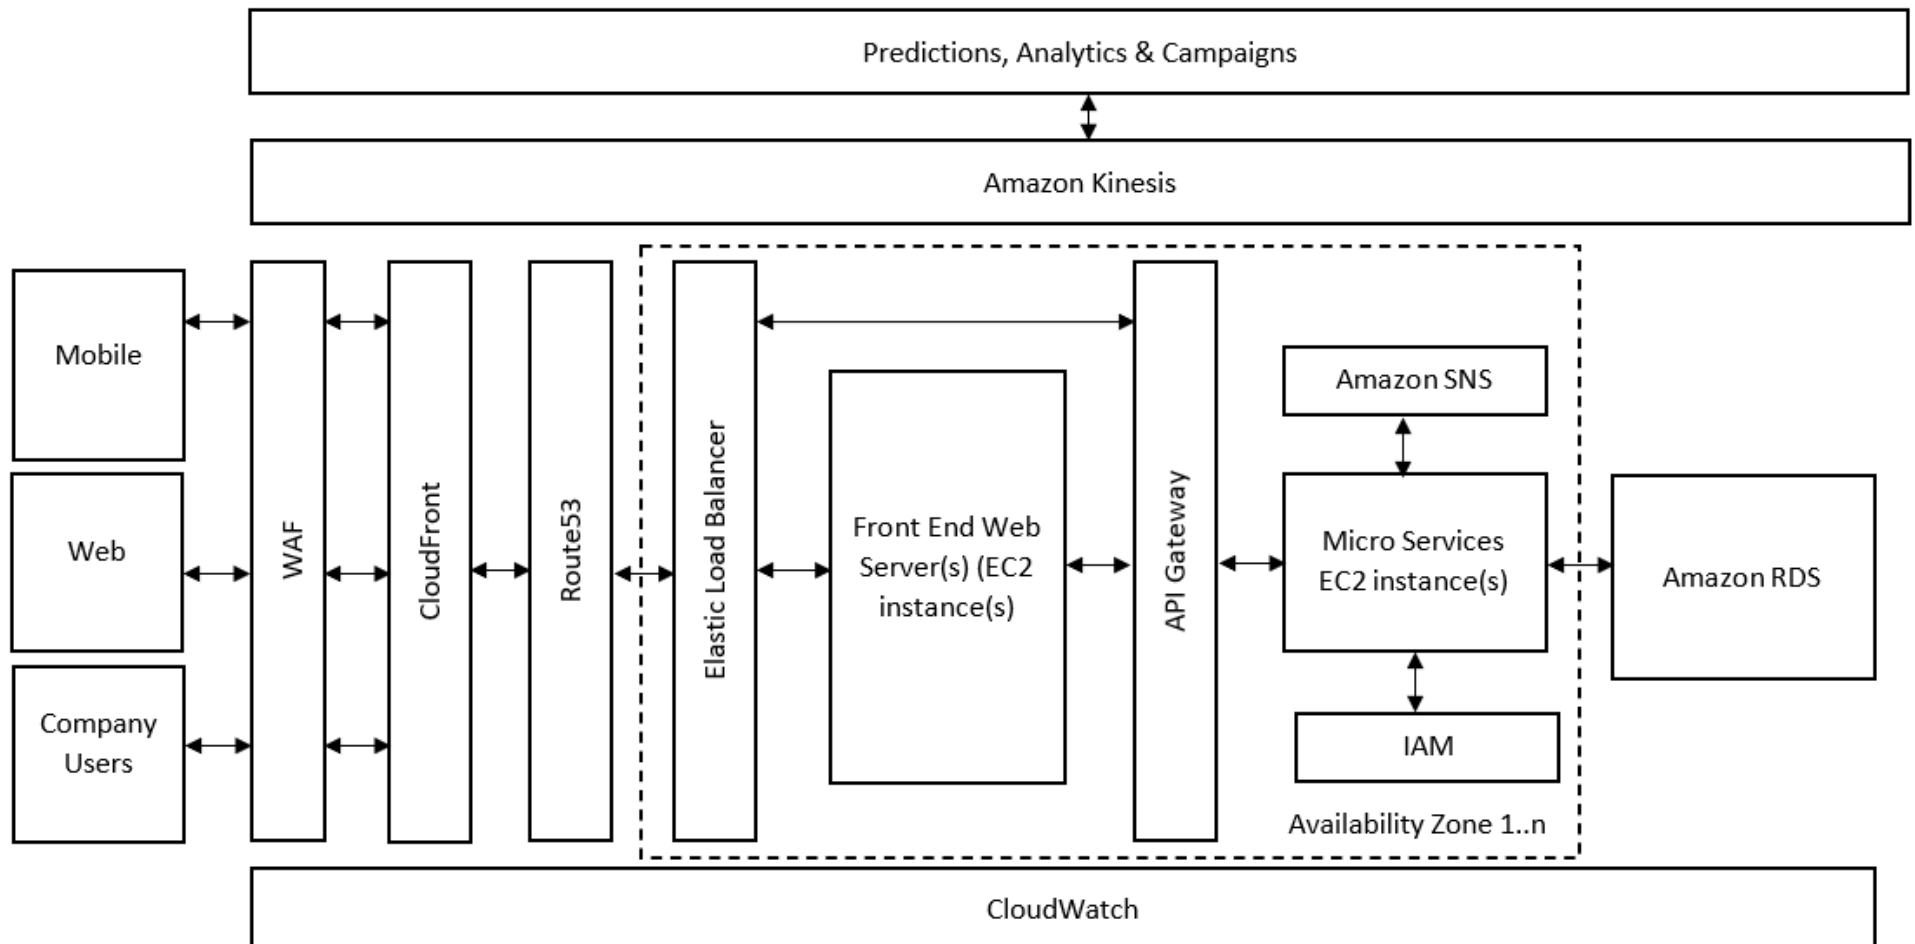 Predictions, Analytics & Campaigns
Amazon Kinesis
Mobile
Web
Company
Users
WAF
CloudFront
Route53
Elastic Load Balancer
Front End Web
Server(s) (EC2
instance(s)
API Gateway
Amazon SNS
Micro Services
EC2 instance(s)
IAM
Availability Zone 1..n
Amazon RDS
CloudWatch